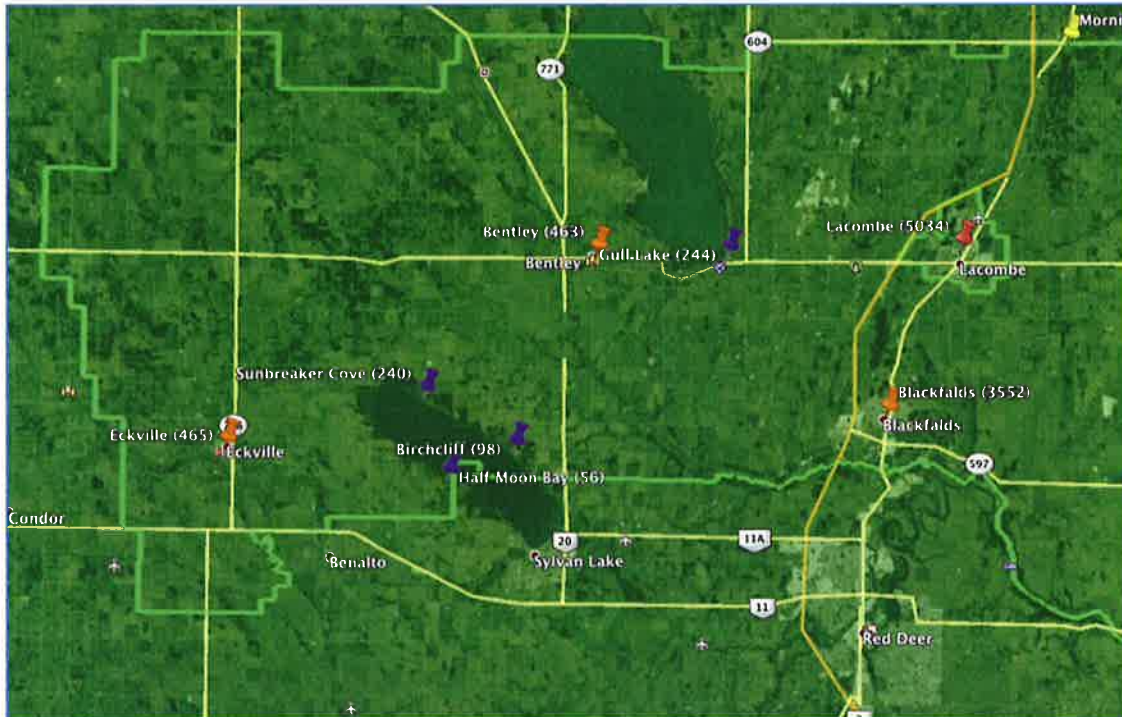 Morni
604
771
Bentley (463)
Gull Lake (244)
Lacombe (5034)
Bentley
Lacombe
Sunbreaker Cove (240)
Blackfalds (3552)
Eckville (465)
Birchcliff (98)
Blackfalds
Eckville
Half Moon Bay (56)
597
Condor
20
11A
Benalto
Sylvan Lake
11
Red Deer